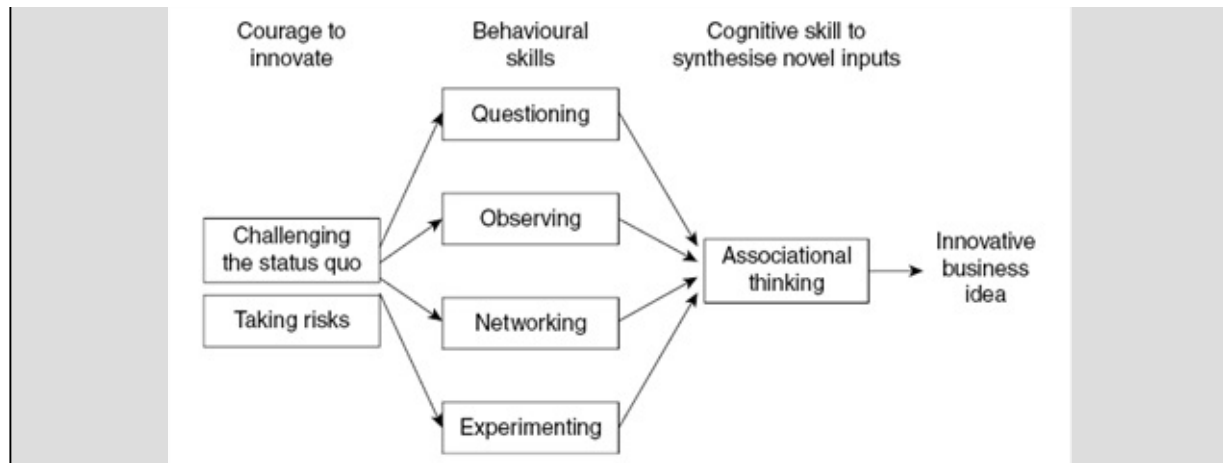 Courage to
innovate
Behavioural
skills
Cognitive skill to
synthesise novel inputs
Challenging
the status quo
Taking risks
Questioning
Observing
Networking
Experimenting
Associational
thinking
Innovative
business
idea